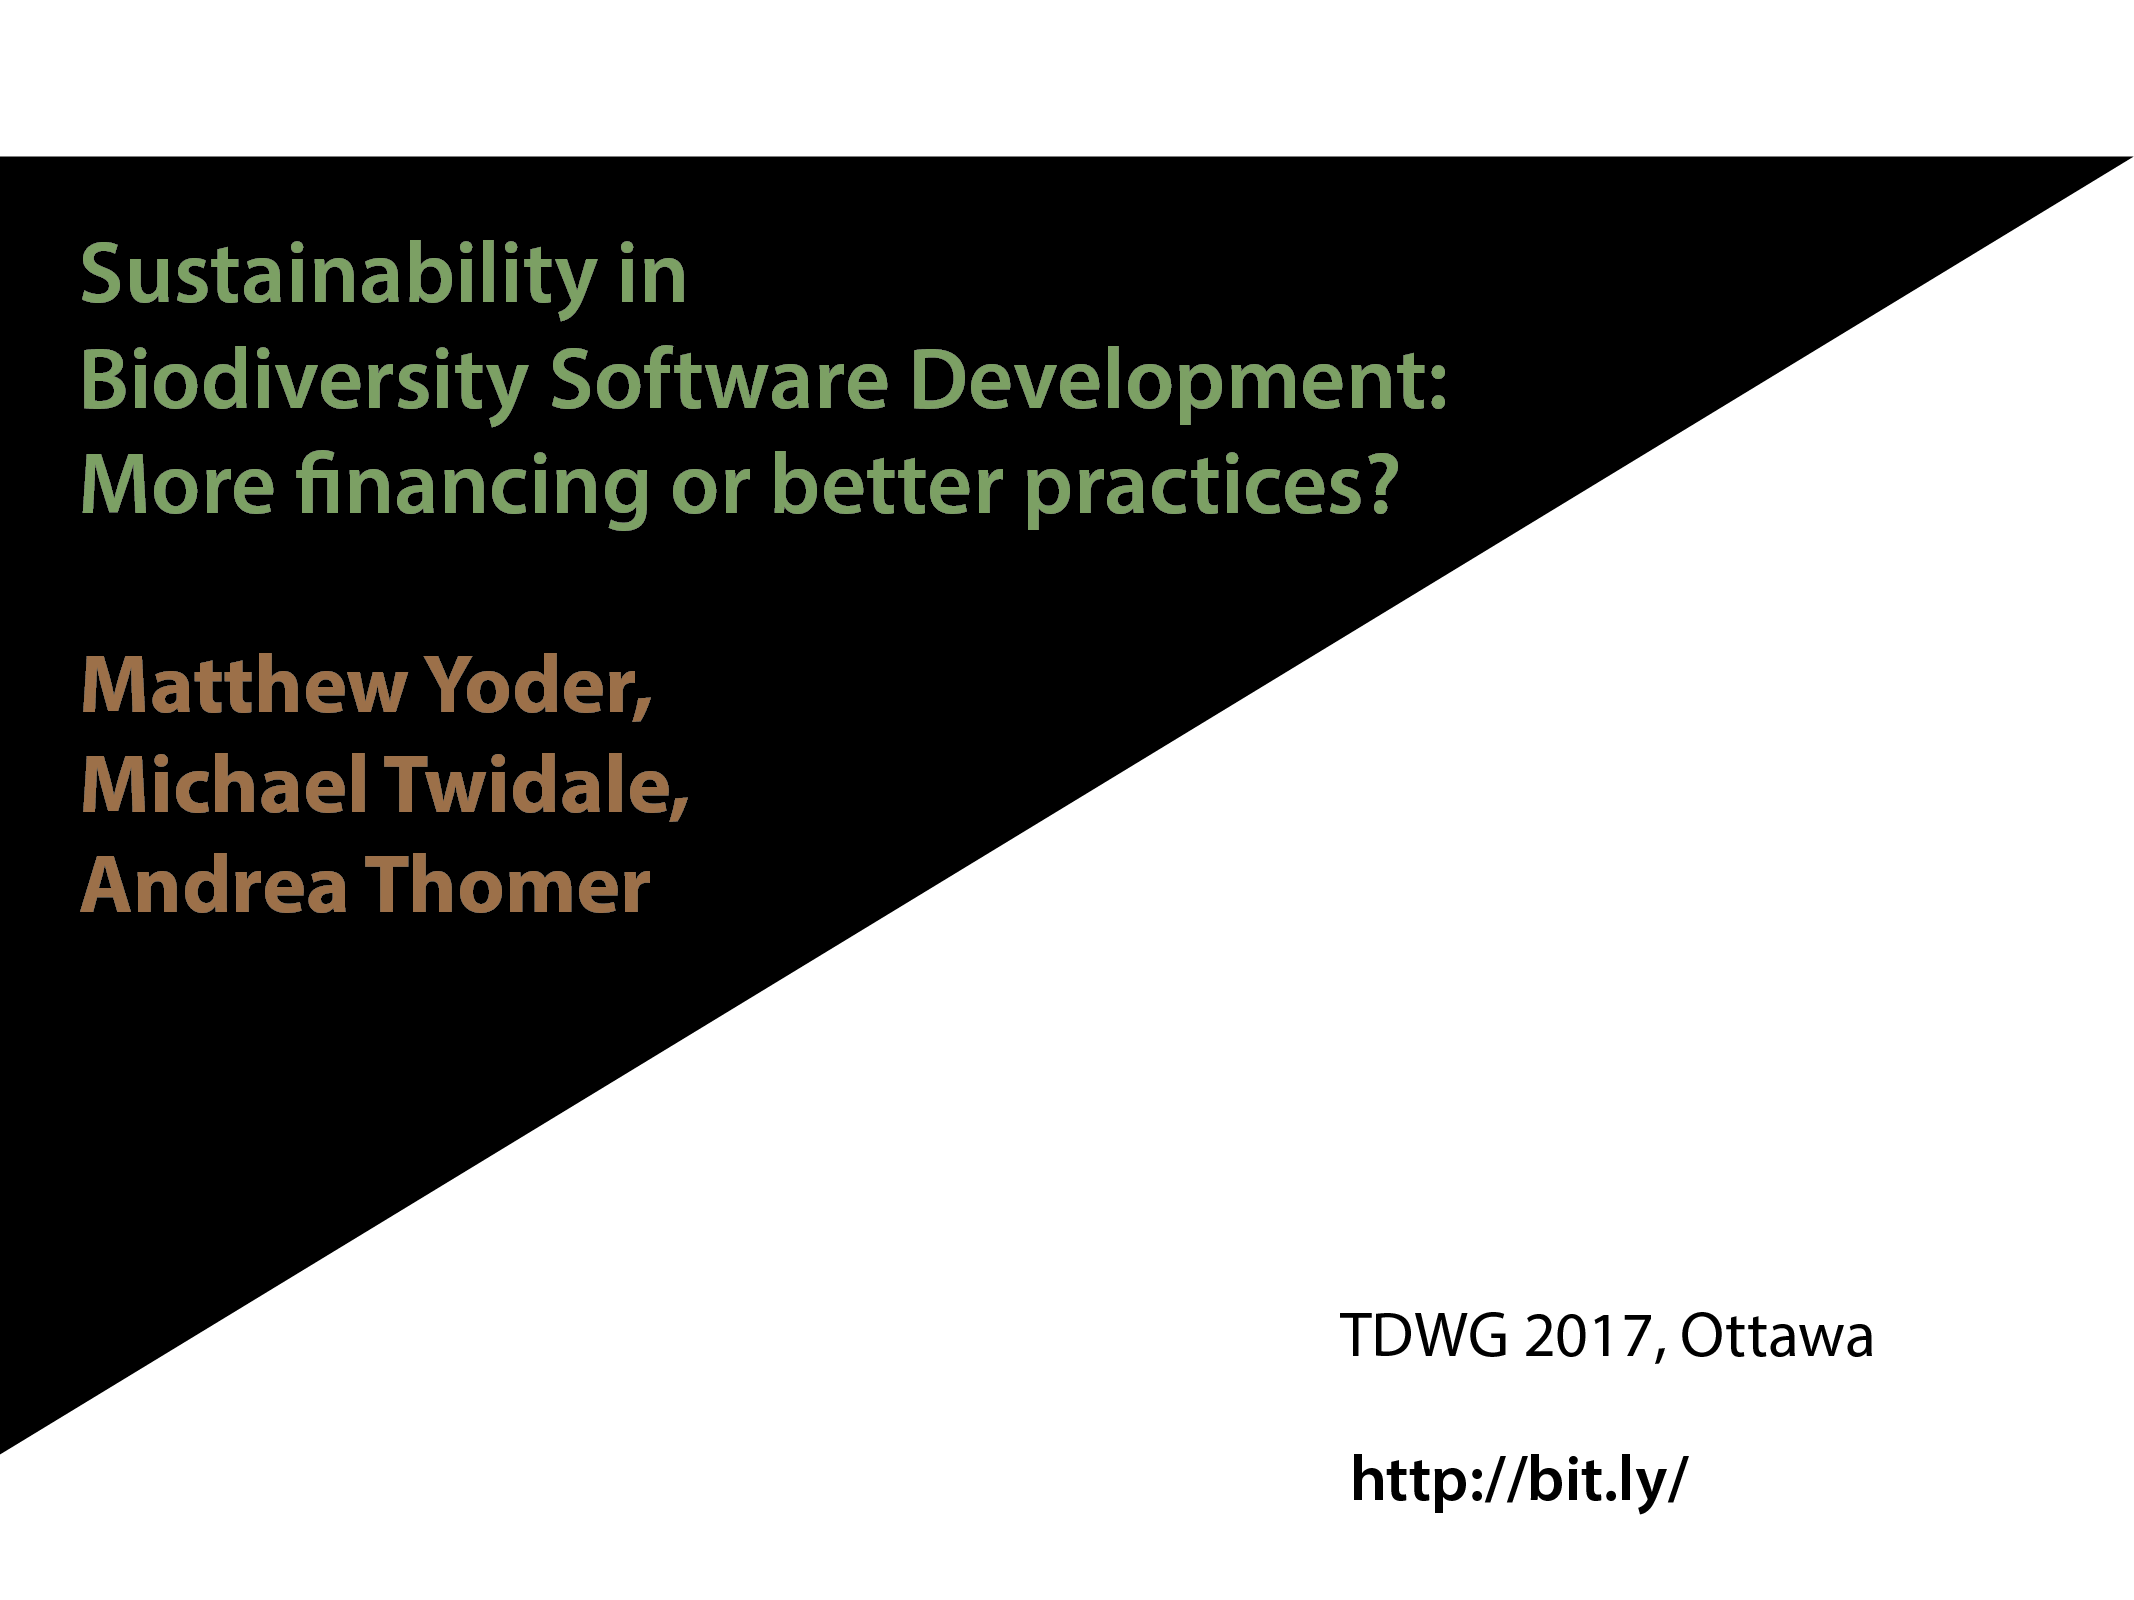 Sustainability in
Biodiversity Software Development:
More financing or better practices?
Matthew Yoder,
Michael Twidale,
Andrea Thomer
TDWG 2017, Ottawa
http://bit.ly/